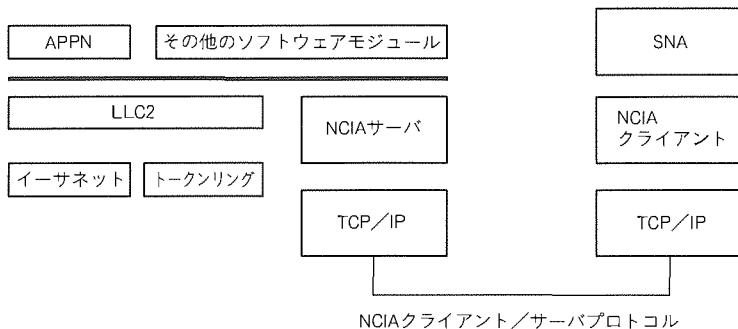 APPN
その他のソフトウェアモジュール
SNA
LLC2
NCIAサーバ
NCIA
クライアント
イーサネット
トークンリング
TCP/IP
TCP/IP
NCIAクライアント/サーバプロトコル